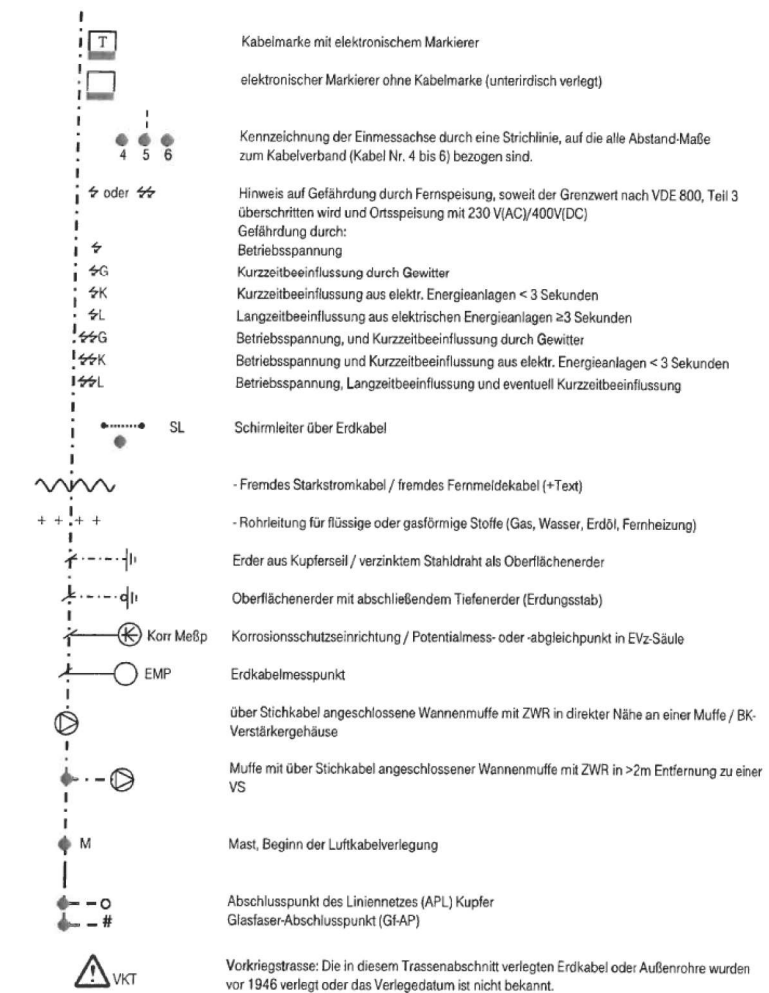 T Kabelmarke mit elektronischem Markierer
elektronischer Markierer ohne Kabelmarke (unterirdisch verlegt)
Kennzeichnung der Einmessachse durch eine Strichlinie, auf die alle Abstand-Maße
4 5 6 zum Kabelverband (Kabel Nr. 4 bis 6) bezogen sind.
oder Hinweis auf Gefährdung durch Fernspeisung, soweit der Grenzwert nach VDE 800, Teil 3
überschritten wird und Ortsspeisung mit 230 V(AC)/400V(DC)
Gefährdung durch:
Betriebsspannung
G Kurzzeitbeeinflussung durch Gewitter
K Kurzzeitbeeinflussung aus elektr. Energieanlagen < 3 Sekunden
L Langzeitbeeinflussung aus elektrischen Energieanlagen ≥3 Sekunden
G Betriebsspannung, und Kurzzeitbeeinflussung durch Gewitter
K Betriebsspannung und Kurzzeitbeeinflussung aus elektr. Energieanlagen < 3 Sekunden
L Betriebsspannung, Langzeitbeeinflussung und eventuell Kurzzeitbeeinflussung
SL Schirmleiter über Erdkabel
- Fremdes Starkstromkabel / fremdes Fernmeldekabel (+Text)
+ + + + - Rohrleitung für flüssige oder gasförmige Stoffe (Gas, Wasser, Erdöl, Fernheizung)
Erder aus Kupferseil / verzinktem Stahldraht als Oberflächenerder
Oberflächenerder mit abschließendem Tiefenerder (Erdungsstab)
K Korr Meßp Korrosionsschutzeinrichtung / Potentialmess- oder -abgleichpunkt in EVz-Säule
EMP Erdkabelmesspunkt
über Stichkabel angeschlossene Wannenmuffe mit ZWR in direkter Nähe an einer Muffe / BK-
Verstärkergehäuse
Muffe mit über Stichkabel angeschlossener Wannenmuffe mit ZWR in >2m Entfernung zu einer
VS
M Mast, Beginn der Luftkabelverlegung
Abschlusspunkt des Liniennetzes (APL) Kupfer
# Glasfaser-Abschlusspunkt (Gf-AP)
! VKT Vorkriegstrasse: Die in diesem Trassenabschnitt verlegten Erdkabel oder Außenrohre wurden
vor 1946 verlegt oder das Verlegedatum ist nicht bekannt.